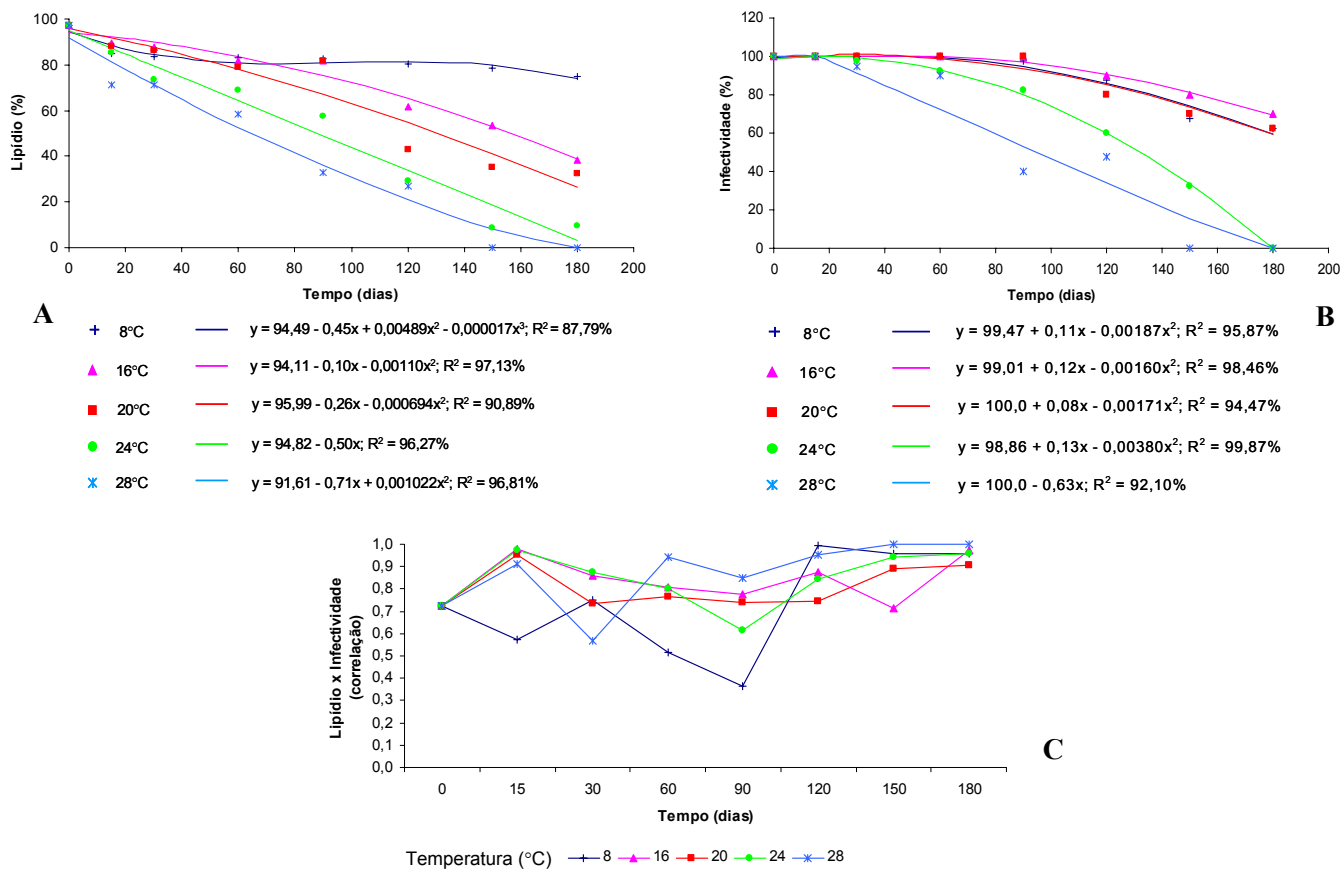 100
80
60
40
20
0
Lipídio (%)
0 20 40 60 80 100 120 140 160 180 200
Tempo (dias)
A
8°C y = 94,49 - 0,45x + 0,00489x² - 0,000017x³; R² = 87,79%
16°C y = 94,11 - 0,10x - 0,00110x²; R² = 97,13%
20°C y = 95,99 - 0,26x - 0,000694x²; R² = 90,89%
24°C y = 94,82 - 0,50x; R² = 96,27%
28°C y = 91,61 - 0,71x + 0,001022x²; R² = 96,81%
120
100
80
60
40
20
0
Infectividade (%)
0 20 40 60 80 100 120 140 160 180 200
Tempo (dias)
B
8°C y = 99,47 + 0,11x - 0,00187x²; R² = 95,87%
16°C y = 99,01 + 0,12x - 0,00160x²; R² = 98,46%
20°C y = 100,0 + 0,08x - 0,00171x²; R² = 94,47%
24°C y = 98,86 + 0,13x - 0,00380x²; R² = 99,87%
28°C y = 100,0 - 0,63x; R² = 92,10%
1,0
0,9
0,8
0,7
0,6
0,5
0,4
0,3
0,2
0,1
0,0
Lipídio x Infectividade
(correlação)
0 15 30 60 90 120 150 180
Tempo (dias)
C
Temperatura (°C) 8 16 20 24 28